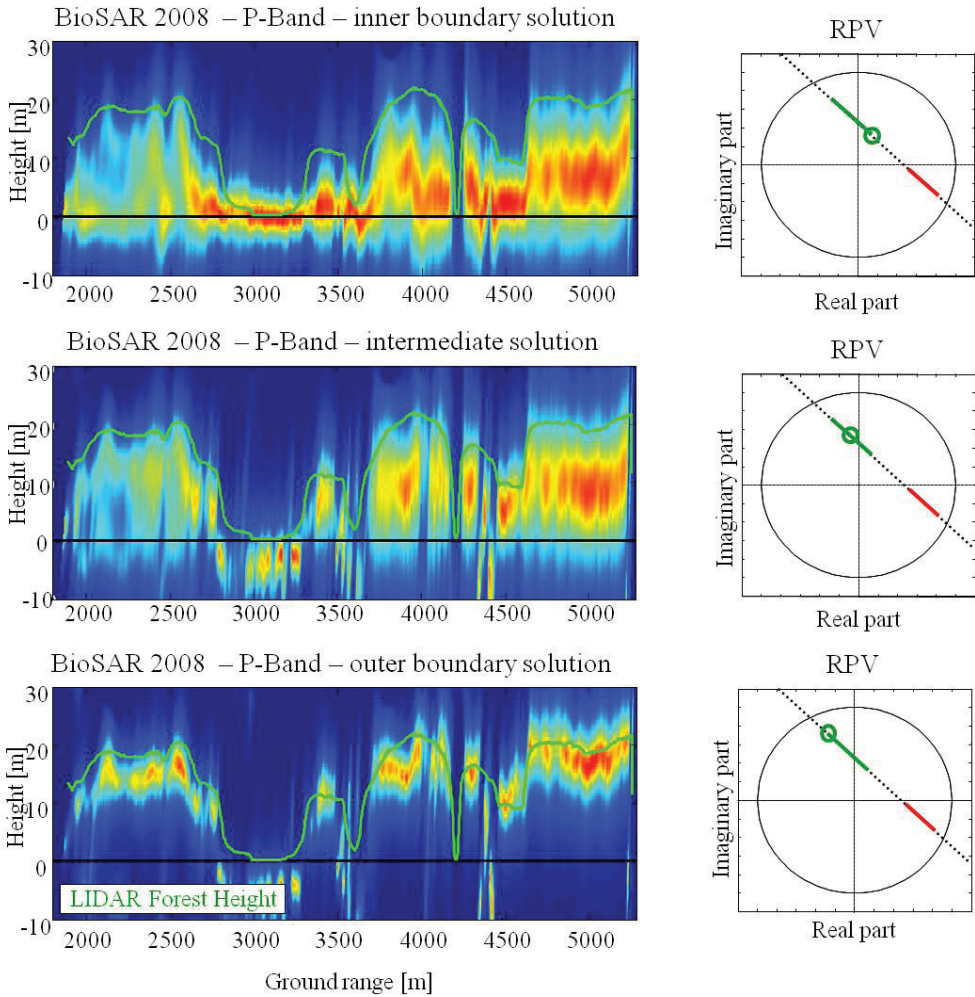 BioSAR 2008 – P-Band – inner boundary solution
RPV
Height [m]
30
20
10
0
-10
2000 2500 3000 3500 4000 4500 5000
Imaginary part
Real part
BioSAR 2008 – P-Band – intermediate solution
RPV
Height [m]
30
20
10
0
-10
2000 2500 3000 3500 4000 4500 5000
Imaginary part
Real part
BioSAR 2008 – P-Band – outer boundary solution
RPV
Height [m]
30
20
10
0
-10
LIDAR Forest Height
2000 2500 3000 3500 4000 4500 5000
Ground range [m]
Imaginary part
Real part